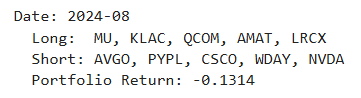 Date: 2024-08
Long: MU, KLAC, QCOM, AMAT, LRCX
Short: AVGO, PYPL, CSCO, WDAY, NVDA
Portfolio Return: -0.1314